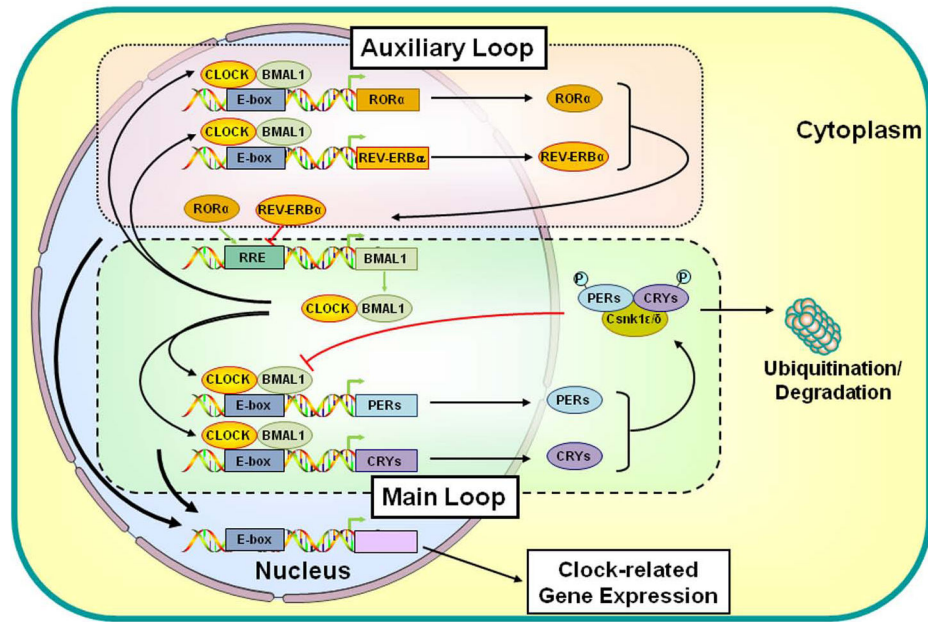 Auxiliary Loop
CLOCK BMAL1
E-box RORα RORα
CLOCK BMAL1
Cytoplasm
E-box REV-ERBα REV-ERBα
RORα REV-ERBα
RRE BMAL1
P P
PERs CRYs
CLOCK BMAL1
Csnk1ε/δ
Ubiquitination/
Degradation
CLOCK BMAL1
E-box PERs PERs
CLOCK BMAL1
E-box CRYs CRYs
Main Loop
E-box
Nucleus
Clock-related
Gene Expression